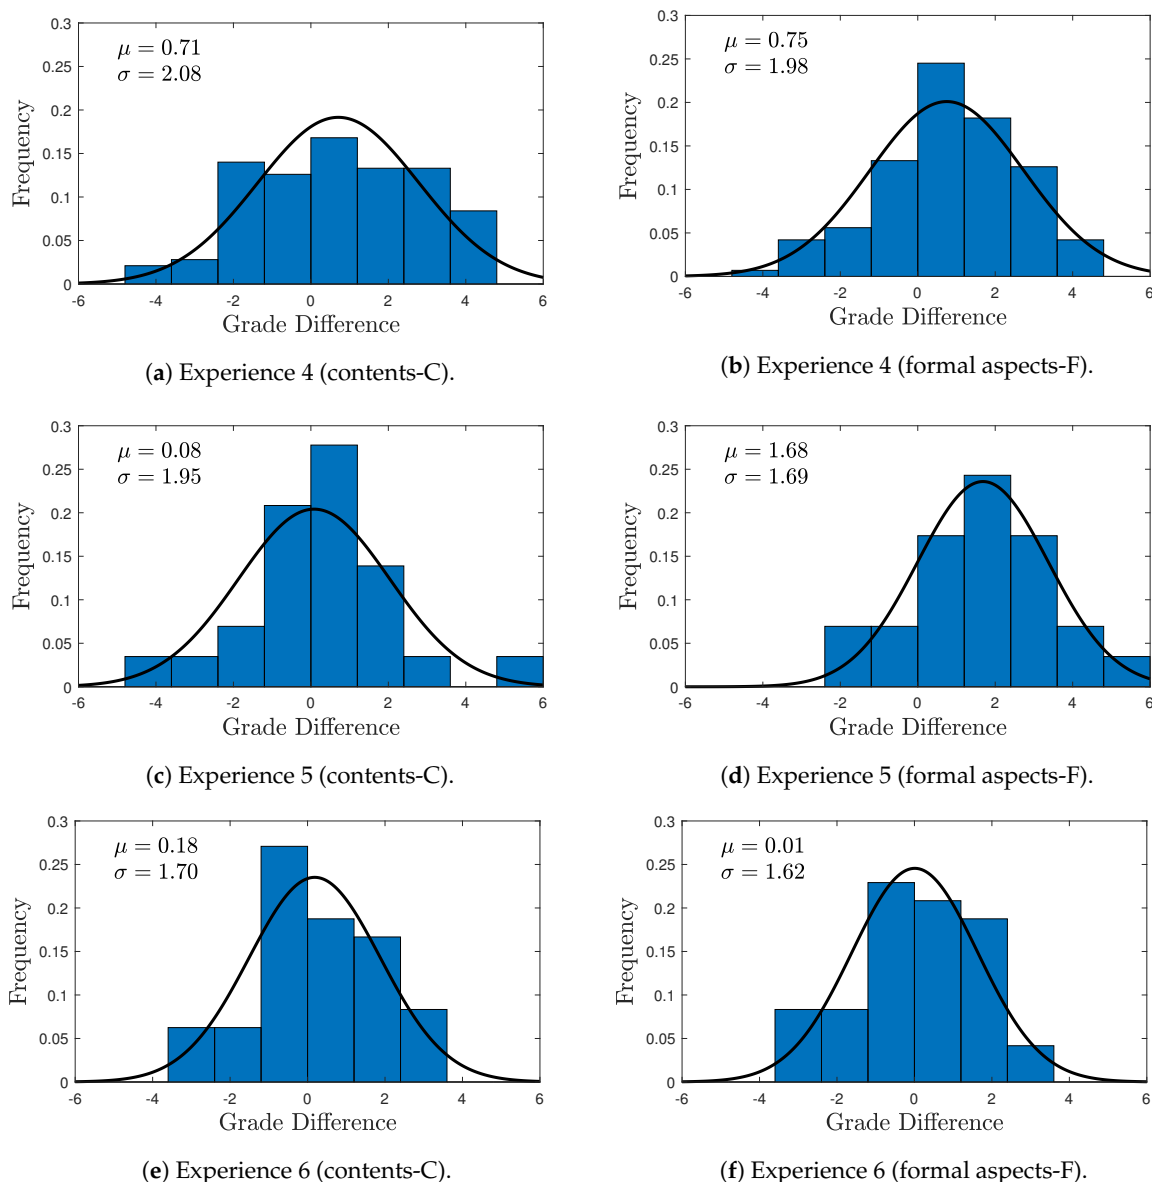 0.3
0.25
0.2
0.15
0.1
0.05
0
Frequency
μ = 0.71
σ = 2.08
-6 -4 -2 0 2 4 6
Grade Difference
(a) Experience 4 (contents-C).
0.3
0.25
0.2
0.15
0.1
0.05
0
Frequency
μ = 0.75
σ = 1.98
-6 -4 -2 0 2 4 6
Grade Difference
(b) Experience 4 (formal aspects-F).
0.3
0.25
0.2
0.15
0.1
0.05
0
Frequency
μ = 0.08
σ = 1.95
-6 -4 -2 0 2 4 6
Grade Difference
(c) Experience 5 (contents-C).
0.3
0.25
0.2
0.15
0.1
0.05
0
Frequency
μ = 1.68
σ = 1.69
-6 -4 -2 0 2 4 6
Grade Difference
(d) Experience 5 (formal aspects-F).
0.3
0.25
0.2
0.15
0.1
0.05
0
Frequency
μ = 0.18
σ = 1.70
-6 -4 -2 0 2 4 6
Grade Difference
(e) Experience 6 (contents-C).
0.3
0.25
0.2
0.15
0.1
0.05
0
Frequency
μ = 0.01
σ = 1.62
-6 -4 -2 0 2 4 6
Grade Difference
(f) Experience 6 (formal aspects-F).